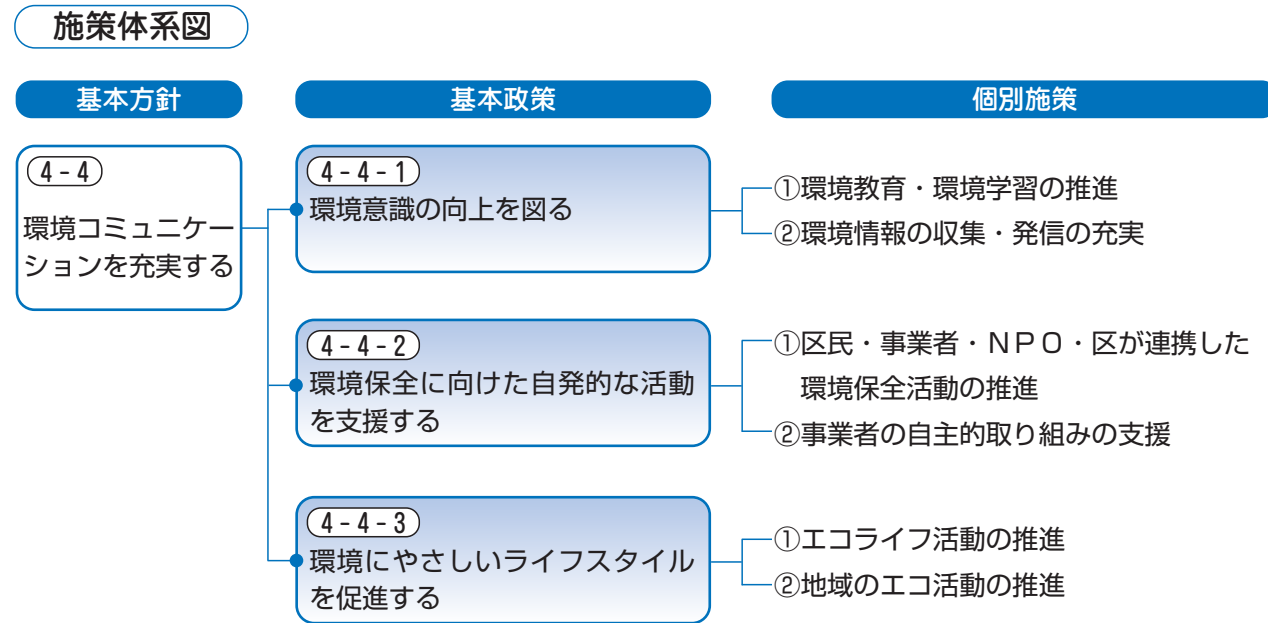 施策体系図
基本方針
基本政策
個別施策
4-4
環境コミュニケー
ションを充実する
4-4-1
環境意識の向上を図る
①環境教育・環境学習の推進
②環境情報の収集・発信の充実
4-4-2
環境保全に向けた自発的な活動
を支援する
①区民・事業者・ＮＰＯ・区が連携した
環境保全活動の推進
②事業者の自主的取り組みの支援
4-4-3
環境にやさしいライフスタイル
を促進する
①エコライフ活動の推進
②地域のエコ活動の推進